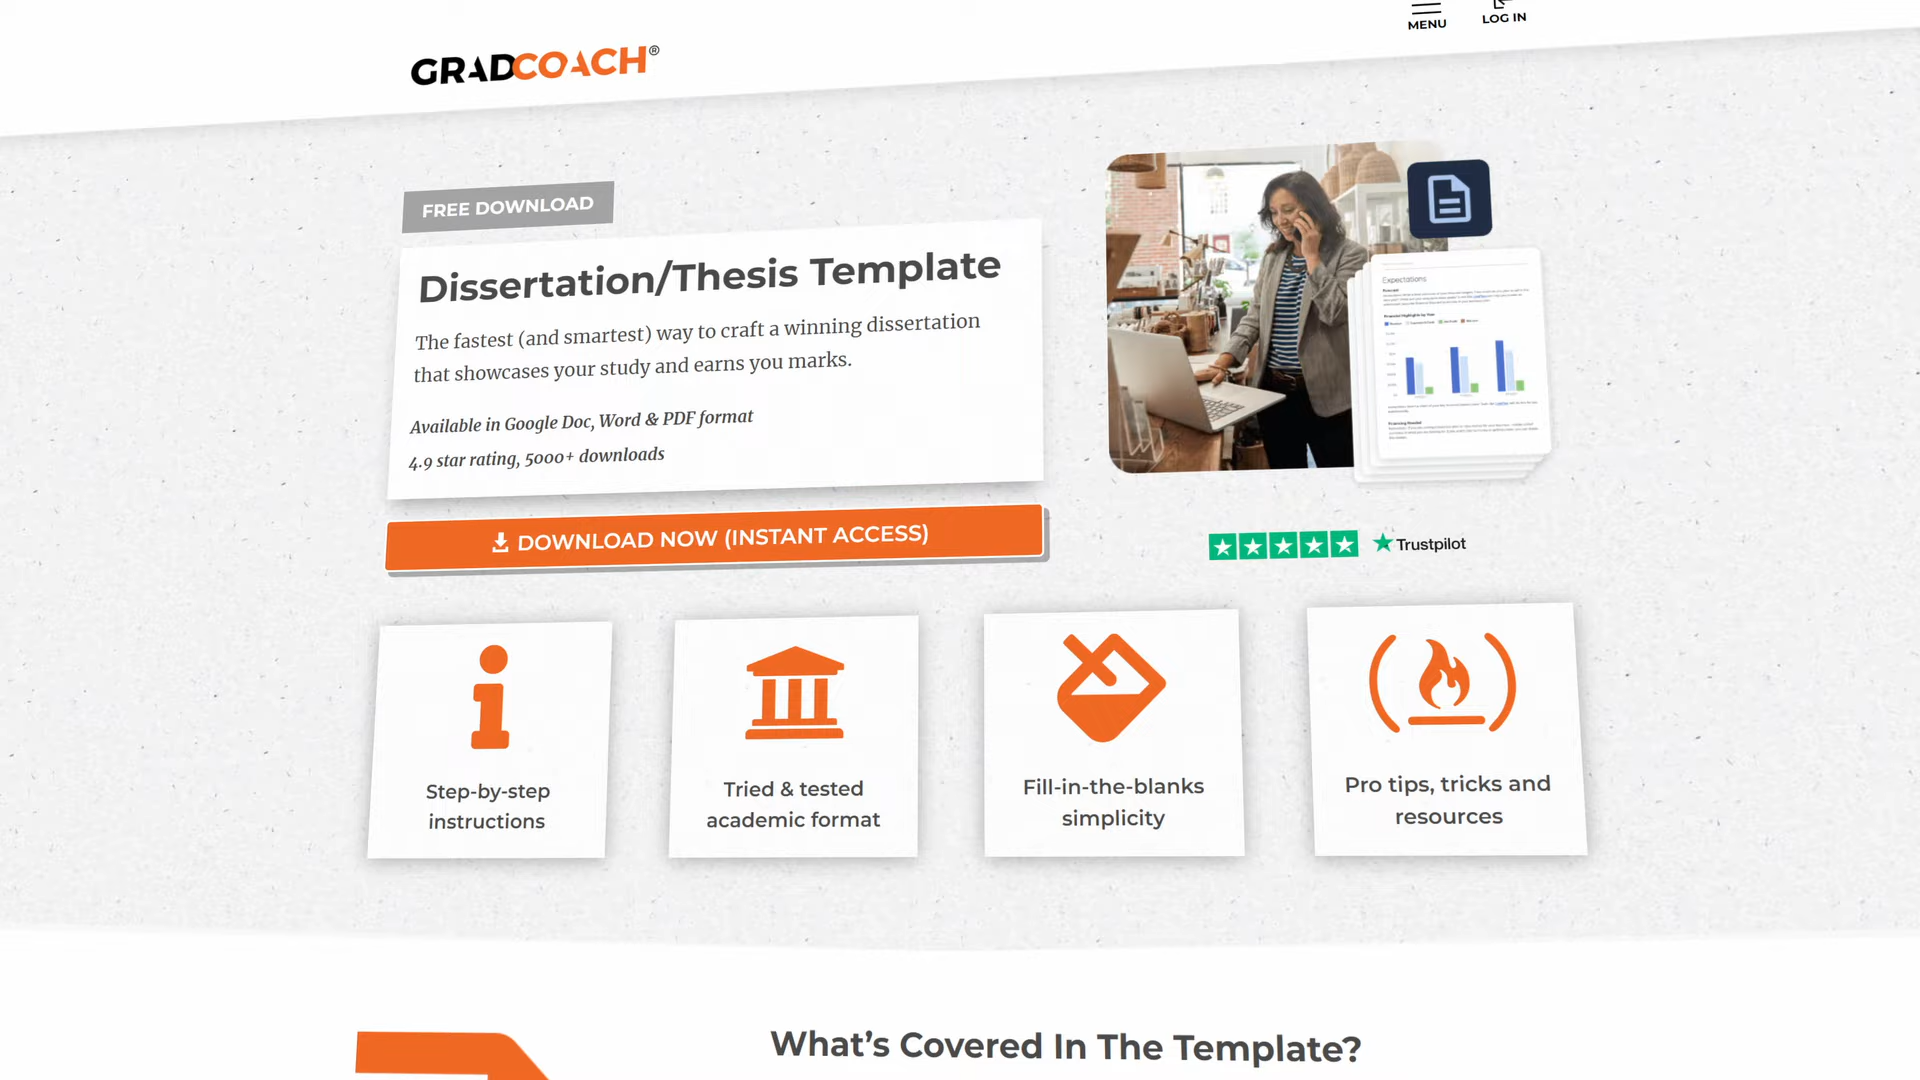 MENU
LOG IN
GRADCOACH®
FREE DOWNLOAD
Dissertation/Thesis Template
The fastest (and smartest) way to craft a winning dissertation
that showcases your study and earns you marks.
Available in Google Doc, Word & PDF format
4.9 star rating, 5000+ downloads
DOWNLOAD NOW (INSTANT ACCESS)
Expectations
Trustpilot
Step-by-step
instructions
Tried & tested
academic format
Fill-in-the-blanks
simplicity
Pro tips, tricks and
resources
What's Covered In The Template?